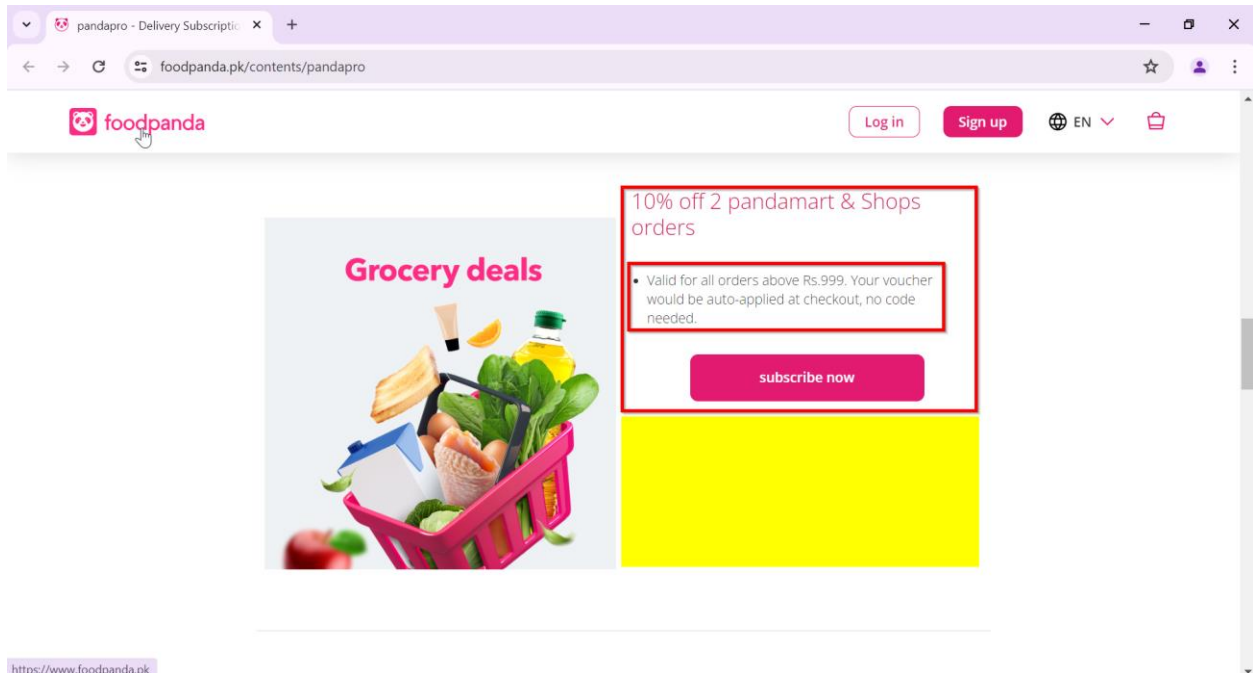 pandapro - Delivery Subscriptio
foodpanda.pk/contents/pandapro
foodpanda
Log in
Sign up
EN
10% off 2 pandamart & Shops
orders
Grocery deals
Valid for all orders above Rs.999. Your voucher
would be auto-applied at checkout, no code
needed.
subscribe now
https://www.foodpanda.pk